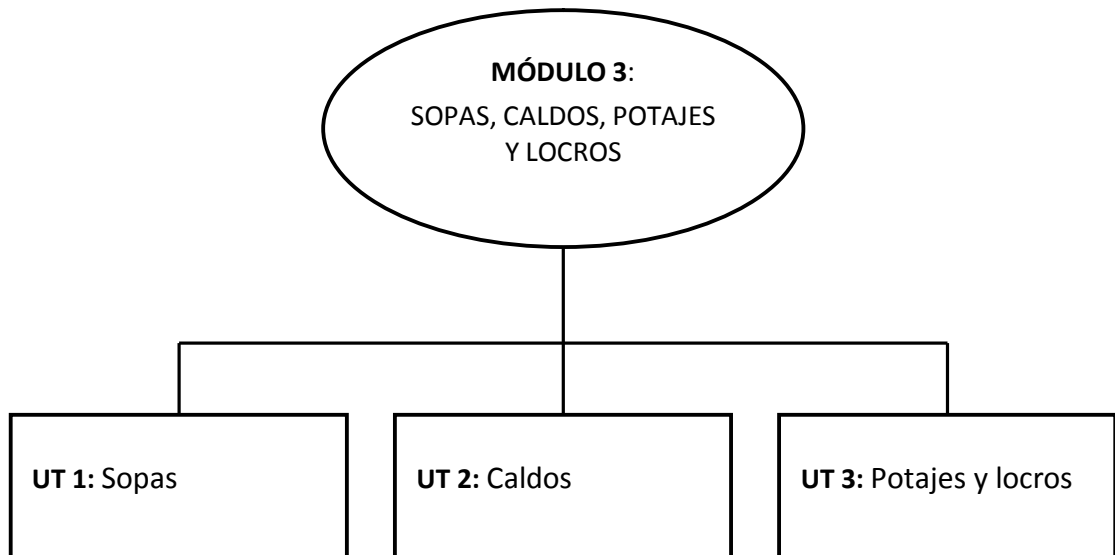 MÓDULO 3:
SOPAS, CALDOS, POTAJES
Y LOCROS
UT 1: Sopas
UT 2: Caldos
UT 3: Potajes y locros